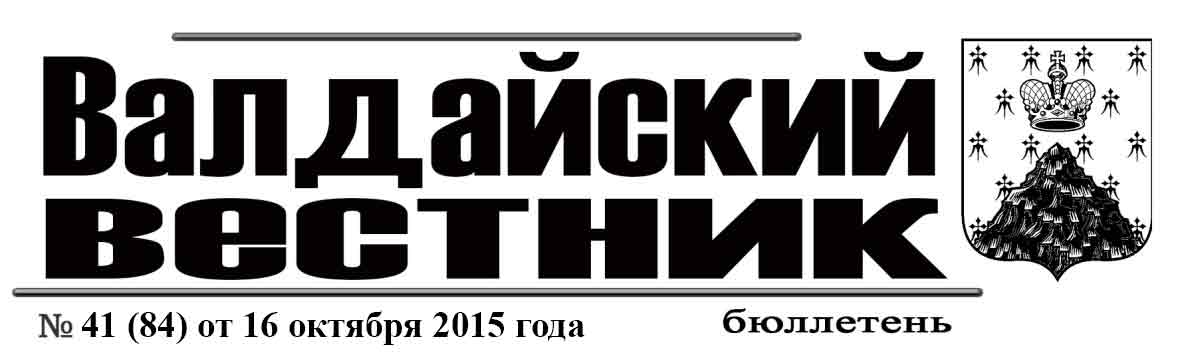 Валдайский
вестник
№ 41 (84) от 16 октября 2015 года
бюллетень